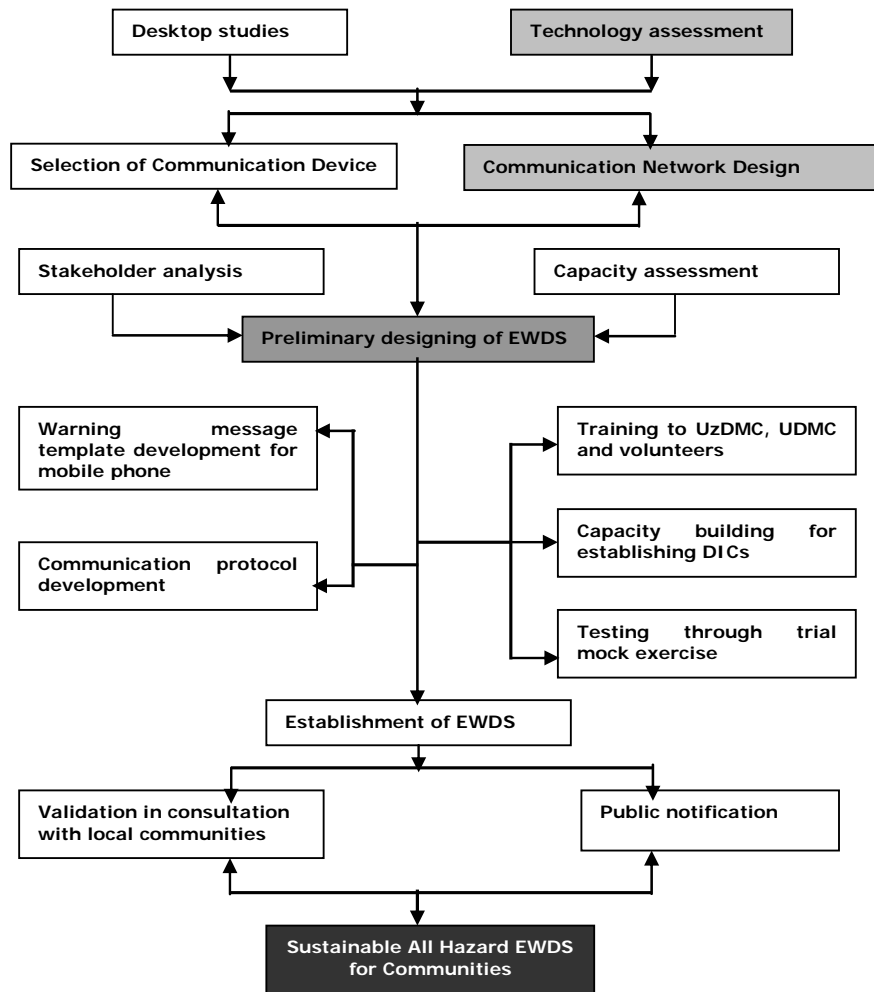 Desktop studies
Technology assessment
Selection of Communication Device
Communication Network Design
Stakeholder analysis
Capacity assessment
Preliminary designing of EWDS
Warning message
template development for
mobile phone
Training to UzDMC, UDMC
and volunteers
Capacity building for
establishing DICs
Communication protocol
development
Testing through trial
mock exercise
Establishment of EWDS
Validation in consultation
with local communities
Public notification
Sustainable All Hazard EWDS
for Communities